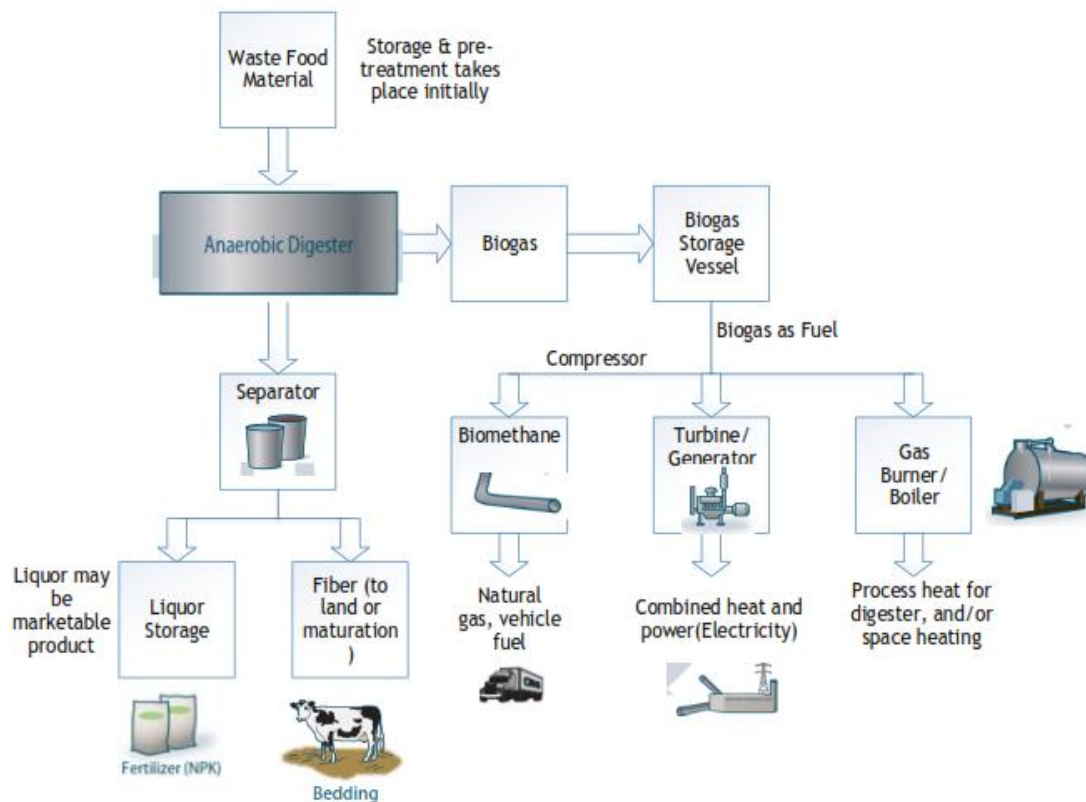 Waste Food
Material
Storage & pre-
treatment takes
place initially
Anaerobic Digester
Biogas
Biogas
Storage
Vessel
Biogas as Fuel
Compressor
Separator
Biomethane
Turbine/
Generator
Gas
Burner/
Boiler
Liquor may
be
marketable
product
Liquor
Storage
Fiber (to
land or
maturation
)
Natural
gas, vehicle
fuel
Combined heat and
power(Electricity)
Process heat for
digester, and/or
space heating
Fertilizer (NPK)
Bedding